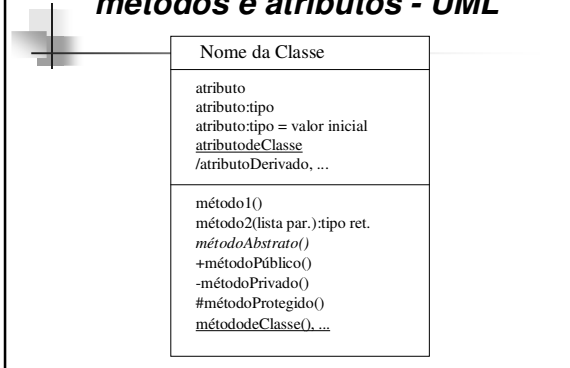 métodos e atributos - UML
Nome da Classe
atributo
atributo:tipo
atributo:tipo = valor inicial
atributodeClasse
/atributoDerivado, ...
método1()
método2(lista par.):tipo ret.
métodoAbstrato()
+métodoPúblico()
-métodoPrivado()
#métodoProtegido()
métododeClasse(), ...